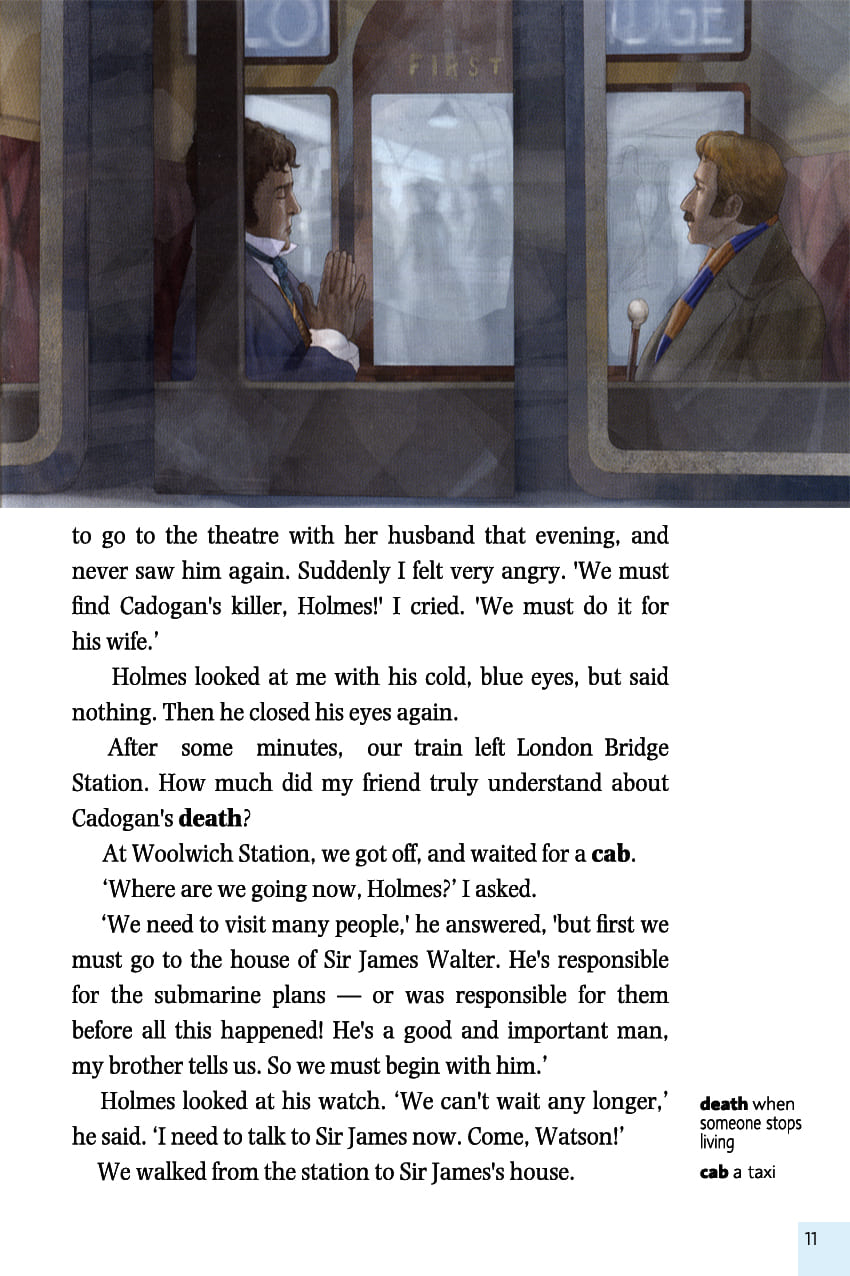 LO
DGE
FIRST
to go to the theatre with her husband that evening, and
never saw him again. Suddenly I felt very angry. 'We must
find Cadogan's killer, Holmes!' I cried. 'We must do it for
his wife.’
Holmes looked at me with his cold, blue eyes, but said
nothing. Then he closed his eyes again.
After some minutes, our train left London Bridge
Station. How much did my friend truly understand about
Cadogan's death?
At Woolwich Station, we got off, and waited for a cab.
‘Where are we going now, Holmes?’ I asked.
‘We need to visit many people,' he answered, 'but first we
must go to the house of Sir James Walter. He's responsible
for the submarine plans — or was responsible for them
before all this happened! He's a good and important man,
my brother tells us. So we must begin with him.’
Holmes looked at his watch. ‘We can't wait any longer,’
he said. ‘I need to talk to Sir James now. Come, Watson!’
We walked from the station to Sir James's house.
death when
someone stops
living
cab a taxi
11